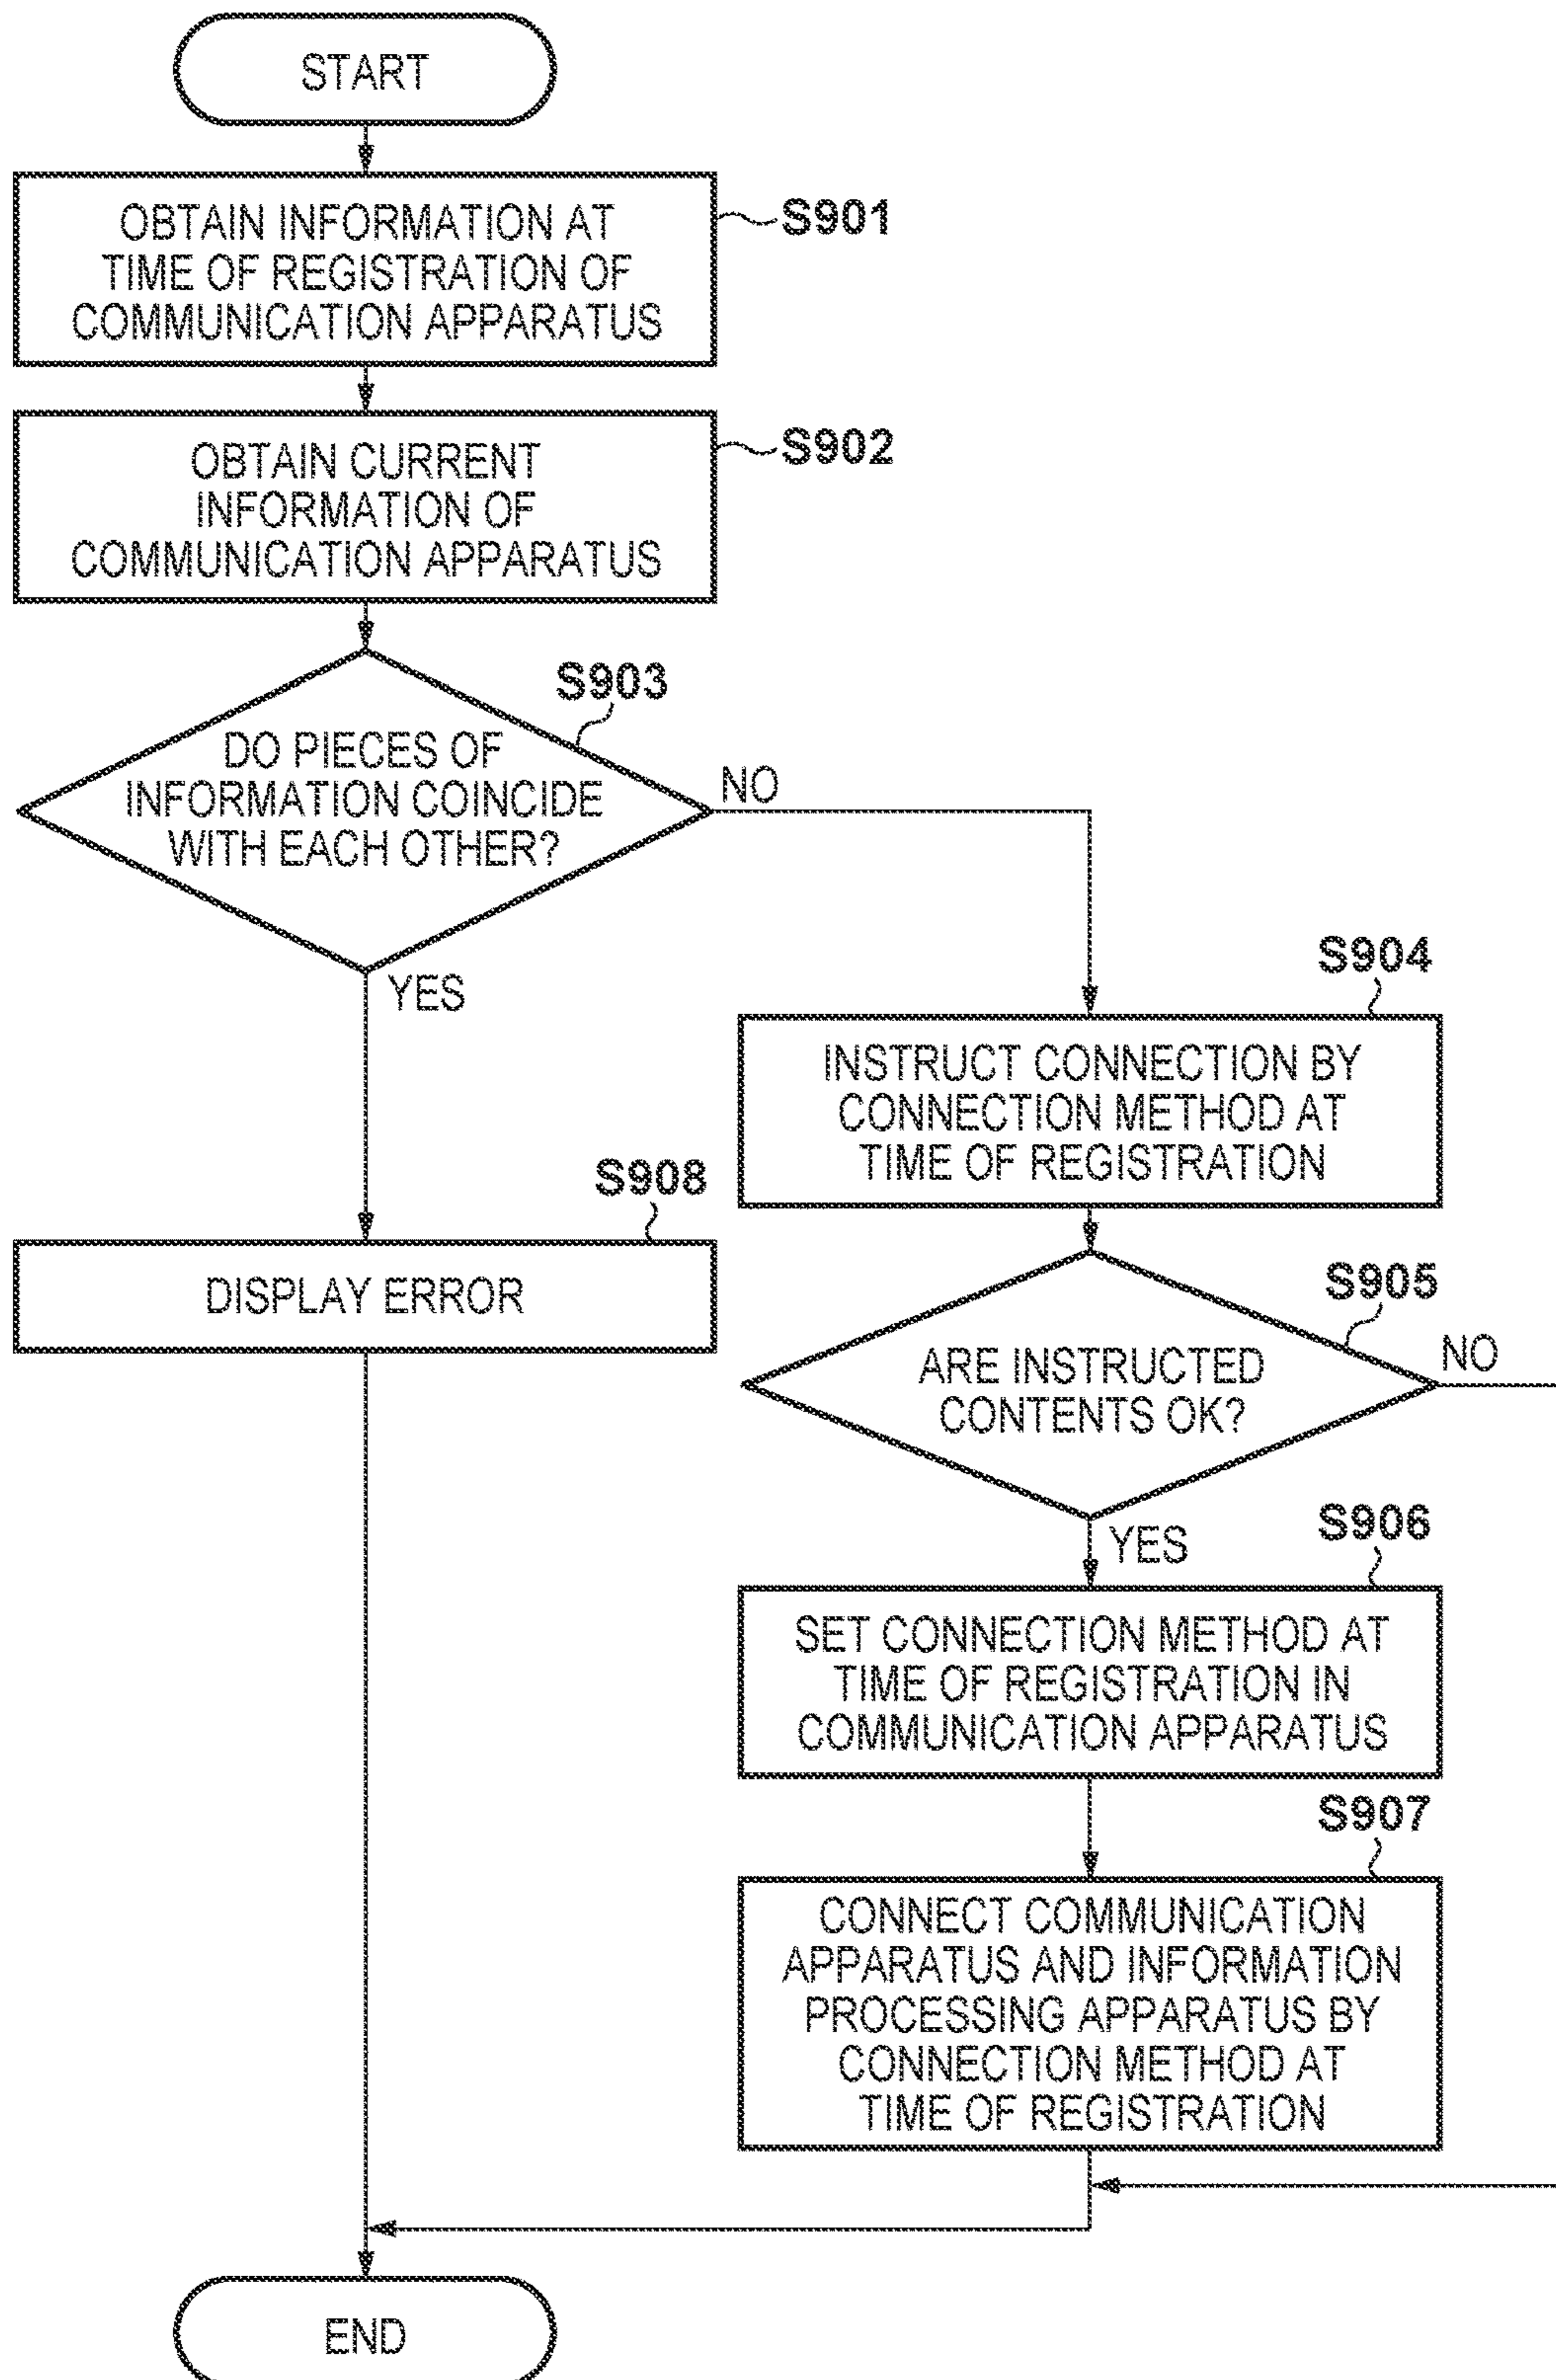 START
OBTAIN INFORMATION AT
TIME OF REGISTRATION OF
COMMUNICATION APPARATUS
S901
OBTAIN CURRENT
INFORMATION OF
COMMUNICATION APPARATUS
S902
S903
DO PIECES OF
INFORMATION COINCIDE
WITH EACH OTHER?
NO
YES
S904
INSTRUCT CONNECTION BY
CONNECTION METHOD AT
TIME OF REGISTRATION
S908
DISPLAY ERROR
S905
ARE INSTRUCTED
CONTENTS OK?
NO
YES
S906
SET CONNECTION METHOD AT
TIME OF REGISTRATION IN
COMMUNICATION APPARATUS
S907
CONNECT COMMUNICATION
APPARATUS AND INFORMATION
PROCESSING APPARATUS BY
CONNECTION METHOD AT
TIME OF REGISTRATION
END